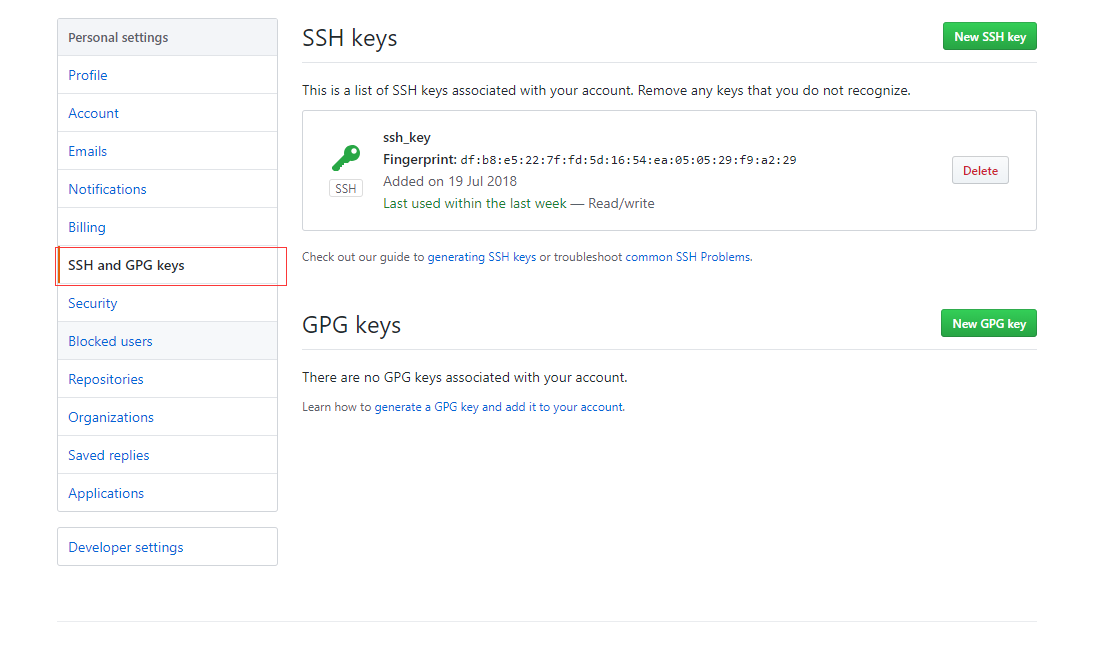 Personal settings
Profile
Account
Emails
Notifications
Billing
SSH and GPG keys
Security
Blocked users
Repositories
Organizations
Saved replies
Applications
Developer settings
SSH keys
New SSH key
This is a list of SSH keys associated with your account. Remove any keys that you do not recognize.
ssh_key
Fingerprint: df:b8:e5:22:7f:fd:5d:16:54:ea:05:05:29:f9:a2:29
Added on 19 Jul 2018
Last used within the last week — Read/write
SSH
Delete
Check out our guide to generating SSH keys or troubleshoot common SSH Problems.
GPG keys
New GPG key
There are no GPG keys associated with your account.
Learn how to generate a GPG key and add it to your account.